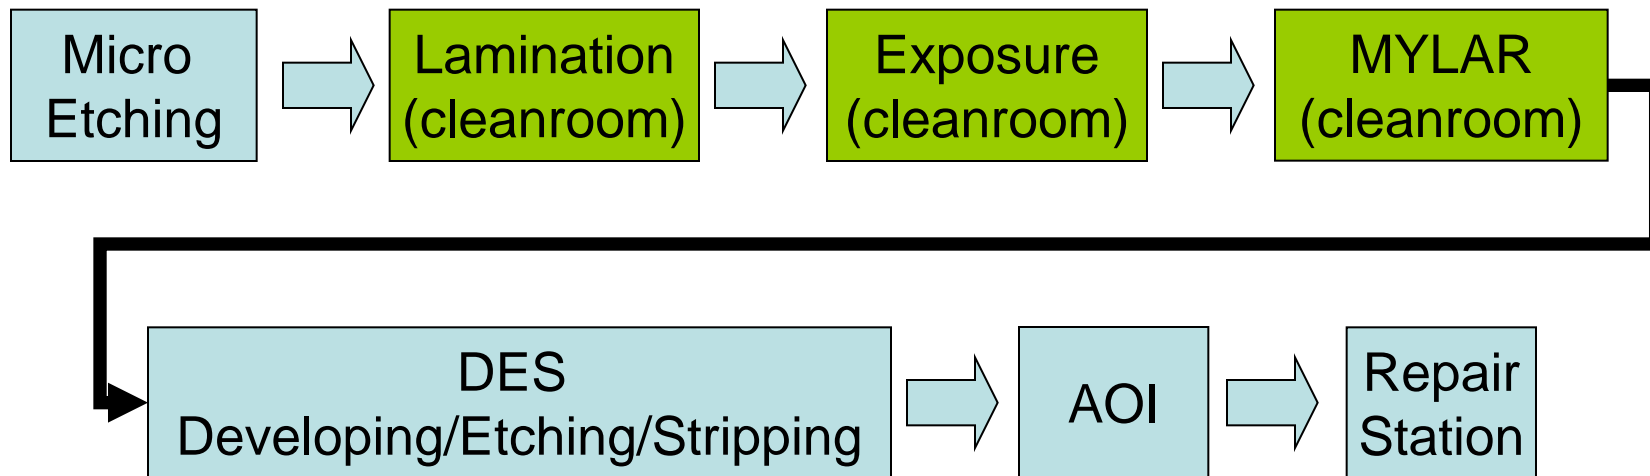 Micro
Etching
Lamination
(cleanroom)
Exposure
(cleanroom)
MYLAR
(cleanroom)
DES
Developing/Etching/Stripping
AOI
Repair
Station